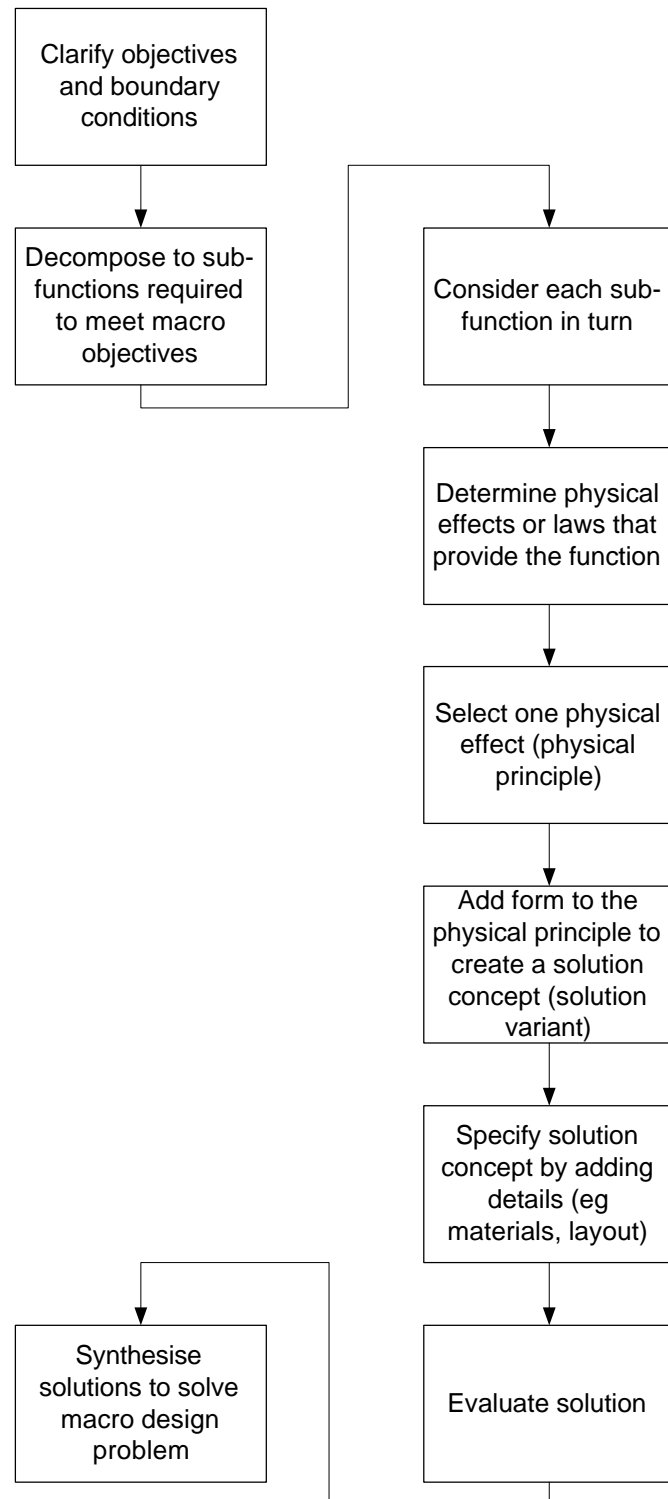 Clarify objectives
and boundary
conditions
Decompose to sub-
functions required
to meet macro
objectives
Consider each sub-
function in turn
Determine physical
effects or laws that
provide the function
Select one physical
effect (physical
principle)
Add form to the
physical principle to
create a solution
concept (solution
variant)
Specify solution
concept by adding
details (eg
materials, layout)
Evaluate solution
Synthesise
solutions to solve
macro design
problem